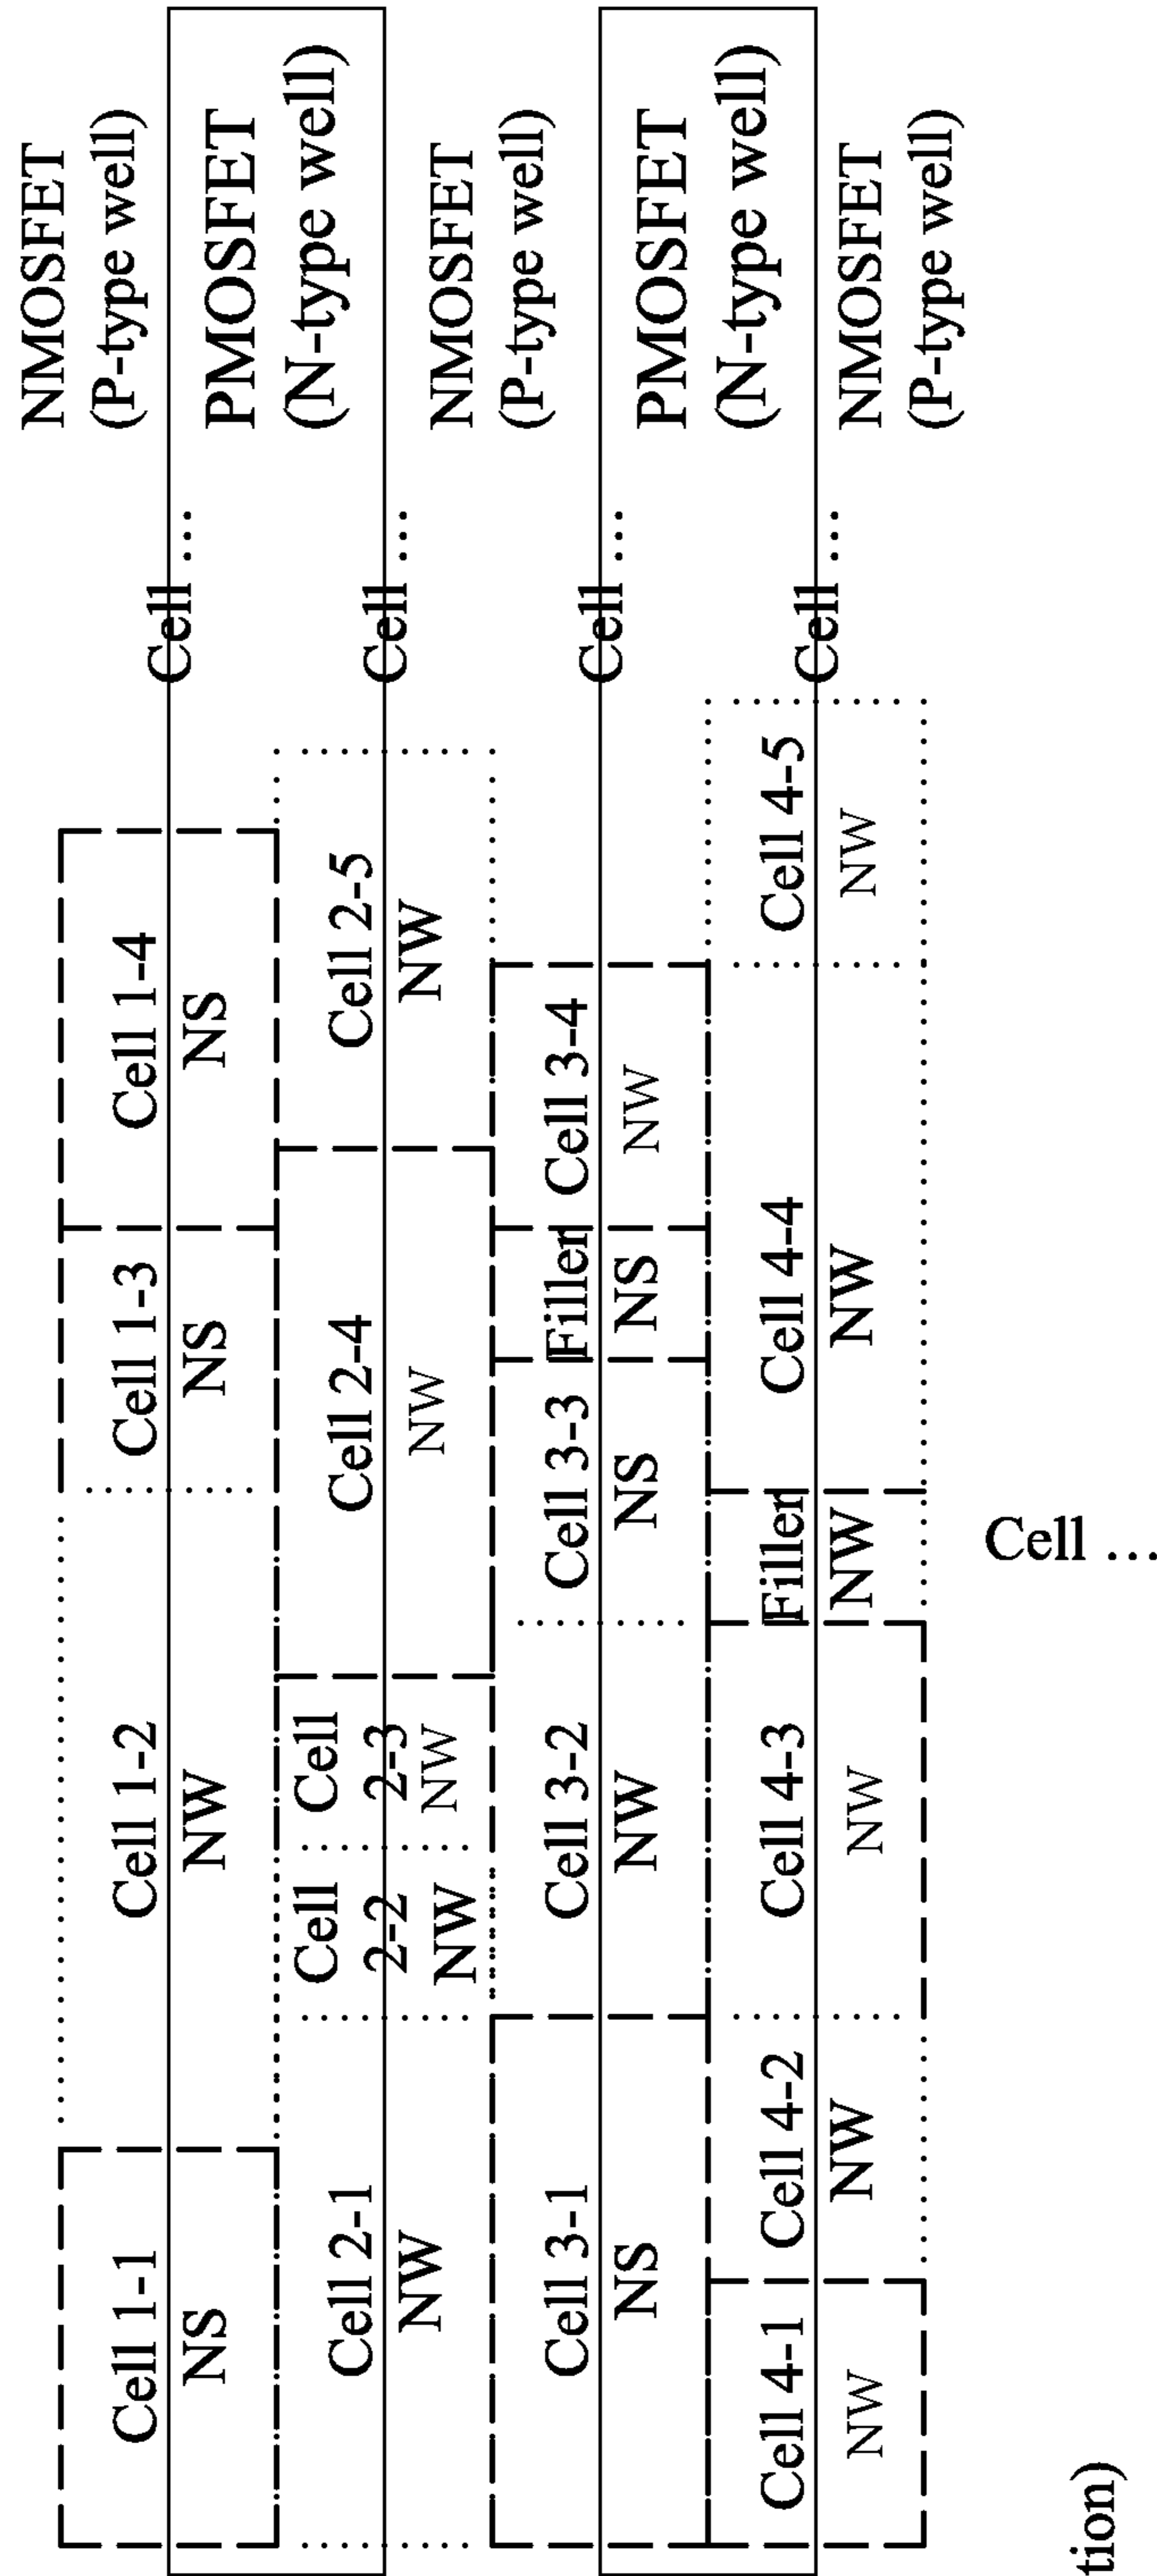 NMOSFET
(P-type well)
Cell 1-1
NS
Cell 1-2
NW
Cell 1-3
NS
Cell 1-4
NS
Cell ...
PMOSFET
(N-type well)
Cell 2-1
NW
Cell
2-2
NW
Cell
2-3
NW
Cell 2-4
NW
Cell 2-5
NW
Cell ...
NMOSFET
(P-type well)
Cell 3-1
NS
Cell 3-2
NW
Cell 3-3
NS
Filler
NS
Cell 3-4
NW
Cell ...
PMOSFET
(N-type well)
Cell 4-1
NW
Cell 4-2
NW
Cell 4-3
NW
Filler
NW
Cell 4-4
NW
Cell 4-5
NW
Cell ...
NMOSFET
(P-type well)
Cell ...
tion)